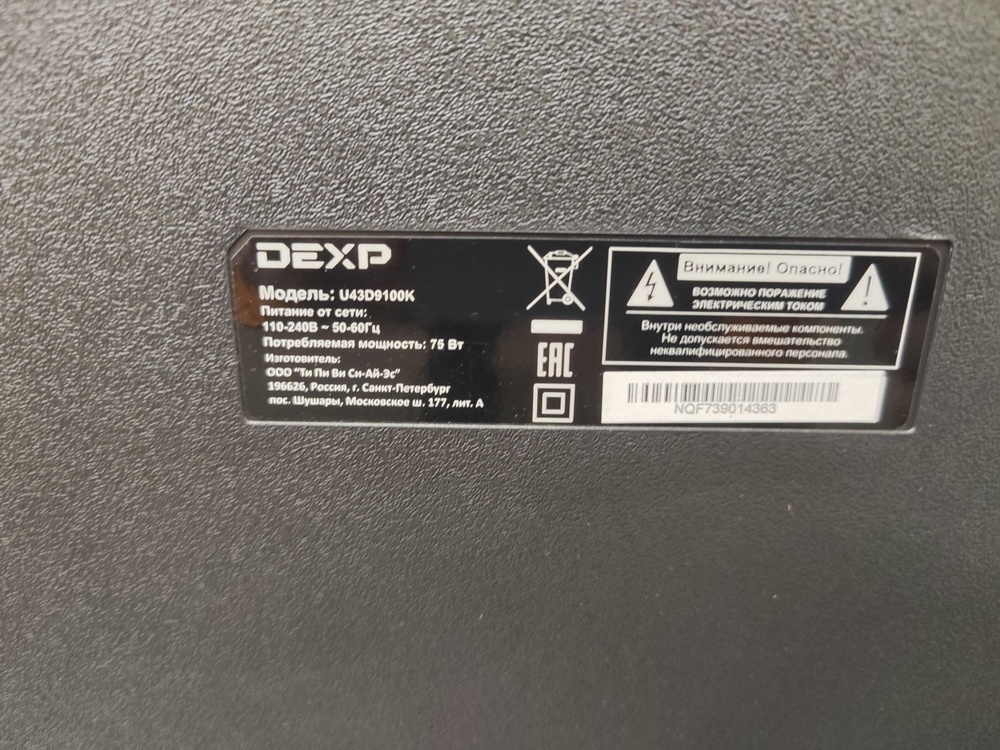 DEXP
Модель: U43D9100K
Питание от сети:
110-240В ~ 50-60Гц
Потребляемая мощность: 75 Вт
Изготовитель:
ООО "Ти Пи Ви Си-Ай-Эс"
196626, Россия, г. Санкт-Петербург
пос. Шушары, Московское ш. 177, лит. А
EAC
Внимание! Опасно!
ВОЗМОЖНО ПОРАЖЕНИЕ
ЭЛЕКТРИЧЕСКИМ ТОКОМ
Внутри необслуживаемые компоненты.
Не допускается вмешательство
неквалифицированного персонала.
NQF739014363